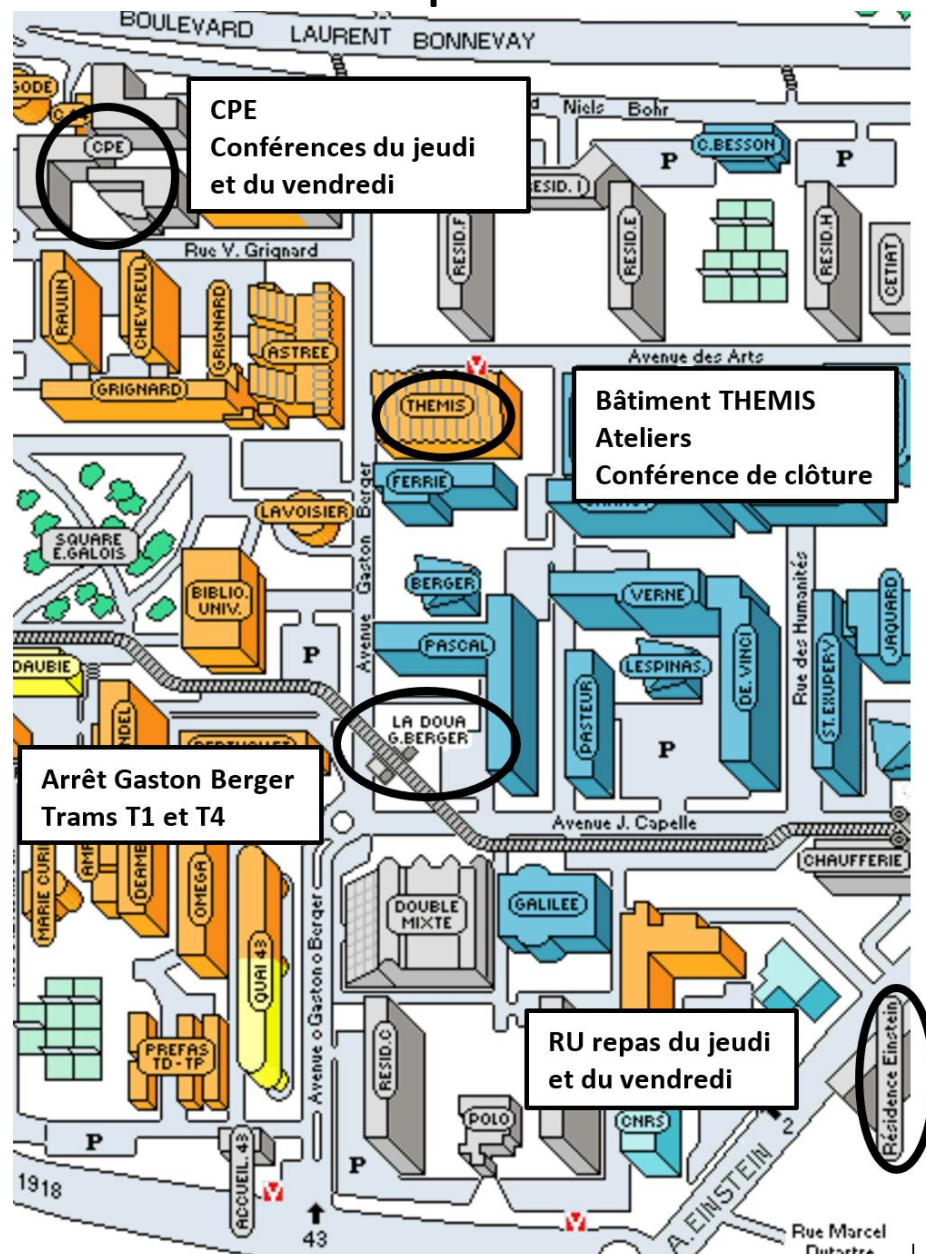 BOULEVARD LAURENT BONNEVAY
CPE
CPE
Conférences du jeudi
et du vendredi
Niels Bohr
C.BESSON
P
P
RESID. I
RESID.F
RESID.E
RESID.H
CETIAT
Rue V. Grignard
RAULIN
CHEVREUL
GRIGNARD
ASTREE
GRIGNARD
Avenue des Arts
THEMIS
Bâtiment THEMIS
Ateliers
Conférence de clôture
FERRIE
LAVOISIER
Avenue Gaston Berger
SQUARE
E.GALOIS
BIBLIO.
UNIV.
BERGER
VERNE
Rue des Humanités
JAQUARD
P
PASCAL
LESPINAS.
DE. VINCI
ST.EXUPERY
DAUBIE
PASTEUR
LA DOUA
G.BERGER
P
Arrêt Gaston Berger
Trams T1 et T4
Avenue J. Capelle
CHAUFFERIE
MARIE CURIE
DEAMB
OMEGA
QUAI 43
Avenue o Gaston o Berger
DOUBLE
MIXTE
GALILEE
PREFAS
TD-TP
RESID.C
RU repas du jeudi
et du vendredi
Résidence Einstein
POLO
CNRS
2
P
P
ACCUEIL 43
1918
43
A. EINSTEIN
Rue Marcel
Dutartre